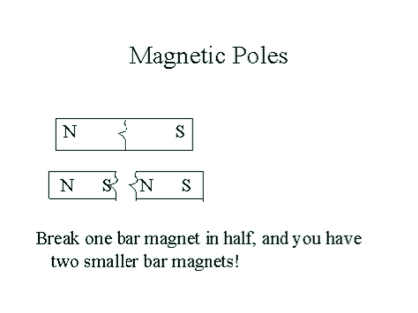 Magnetic Poles
N S
N S N S
Break one bar magnet in half, and you have
two smaller bar magnets!